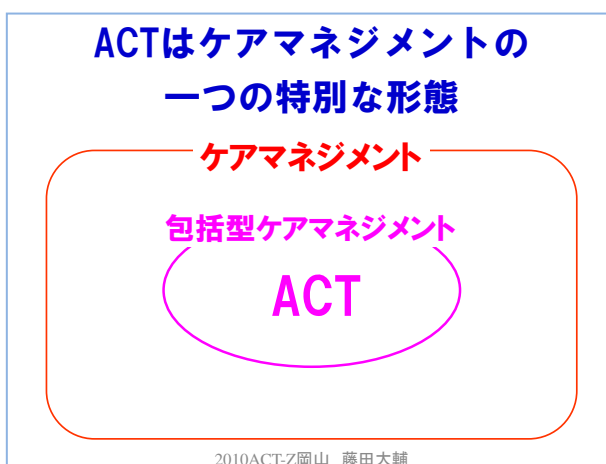 ACTはケアマネジメントの
一つの特別な形態
ケアマネジメント
包括型ケアマネジメント
ACT
2010ACT-Z岡山 藤田大輔